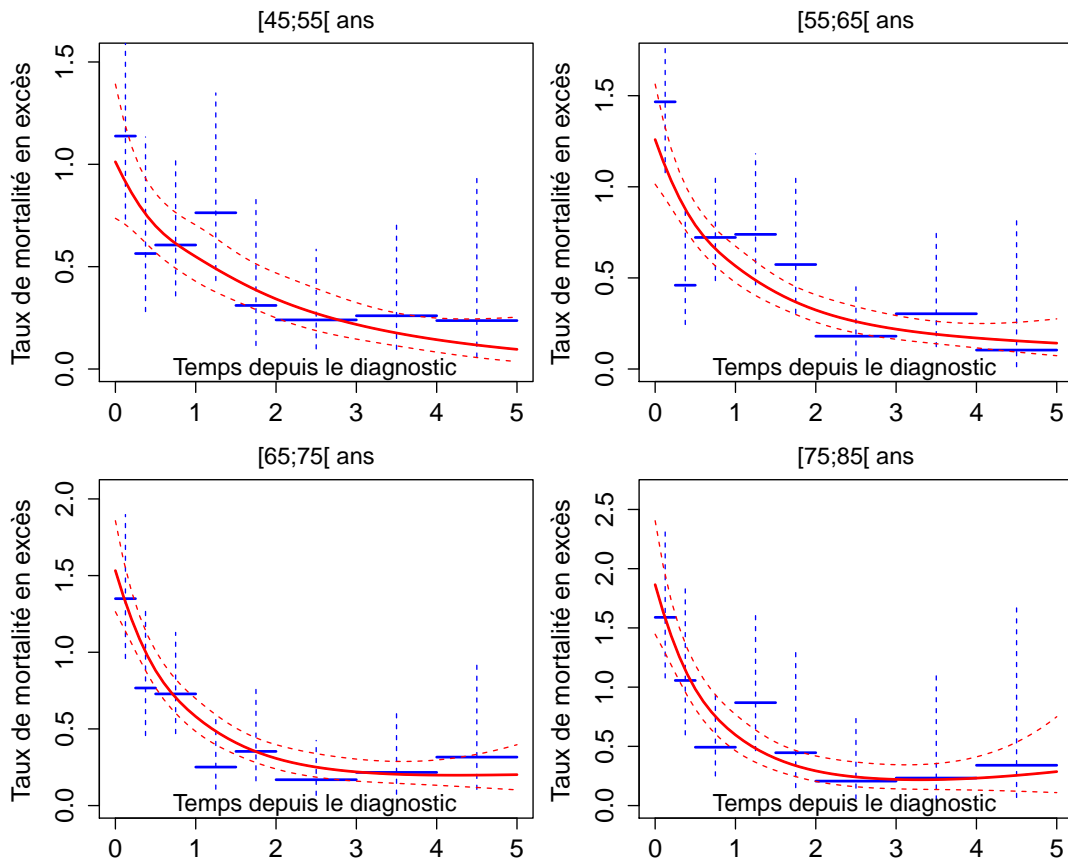 [45;55[ ans
Taux de mortalité en excès
0.0 0.5 1.0 1.5
Temps depuis le diagnostic
0 1 2 3 4 5
[55;65[ ans
Taux de mortalité en excès
0.0 0.5 1.0 1.5
Temps depuis le diagnostic
0 1 2 3 4 5
[65;75[ ans
Taux de mortalité en excès
0.0 0.5 1.0 1.5 2.0
Temps depuis le diagnostic
0 1 2 3 4 5
[75;85[ ans
Taux de mortalité en excès
0.0 0.5 1.0 1.5 2.0 2.5
Temps depuis le diagnostic
0 1 2 3 4 5